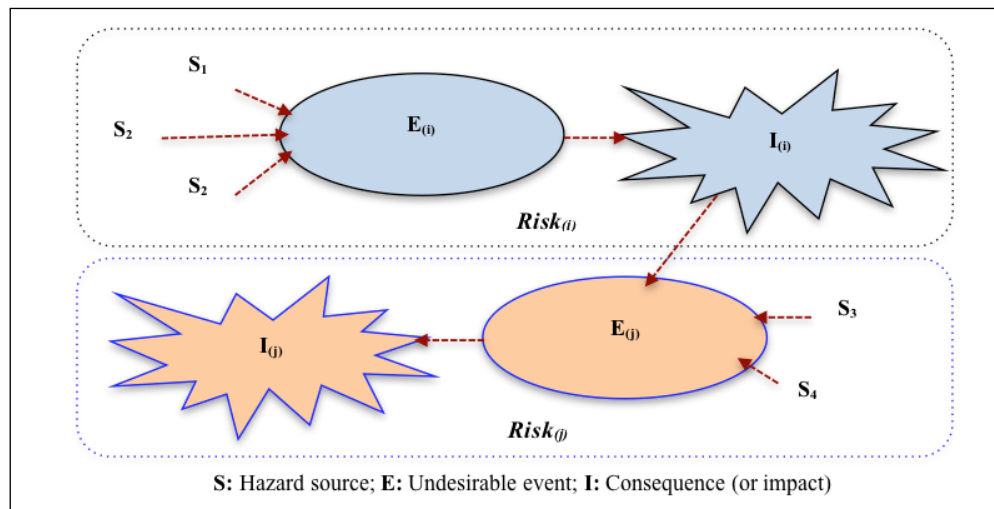 S₁
E₍ᵢ₎
S₂
I₍ᵢ₎
S₂
Risk₍ᵢ₎
S₃
E₍ⱼ₎
I₍ⱼ₎
S₄
Risk₍ⱼ₎
S: Hazard source; E: Undesirable event; I: Consequence (or impact)